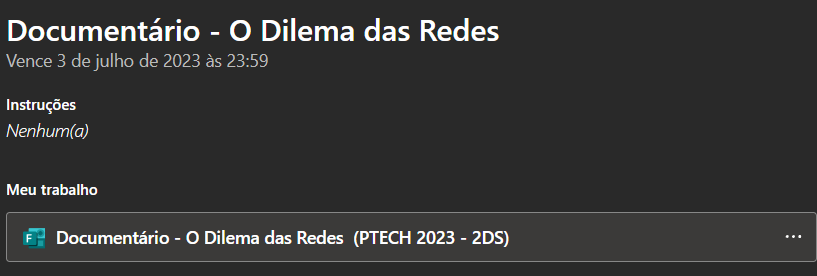 Documentário - O Dilema das Redes
Vence 3 de julho de 2023 às 23:59
Instruções
Nenhum(a)
Meu trabalho
F Documentário - O Dilema das Redes (PTECH 2023 - 2DS) ...